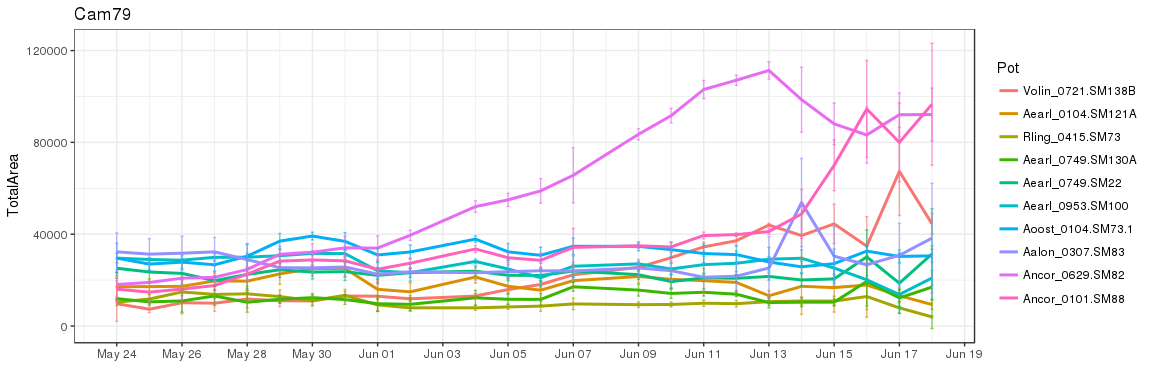 Cam79
TotalArea
120000
80000
40000
0
May 24 May 26 May 28 May 30 Jun 01 Jun 03 Jun 05 Jun 07 Jun 09 Jun 11 Jun 13 Jun 15 Jun 17 Jun 19
Pot
Volin_0721.SM138B
Aearl_0104.SM121A
Rling_0415.SM73
Aearl_0749.SM130A
Aearl_0749.SM22
Aearl_0953.SM100
Aoost_0104.SM73.1
Aalon_0307.SM83
Ancor_0629.SM82
Ancor_0101.SM88